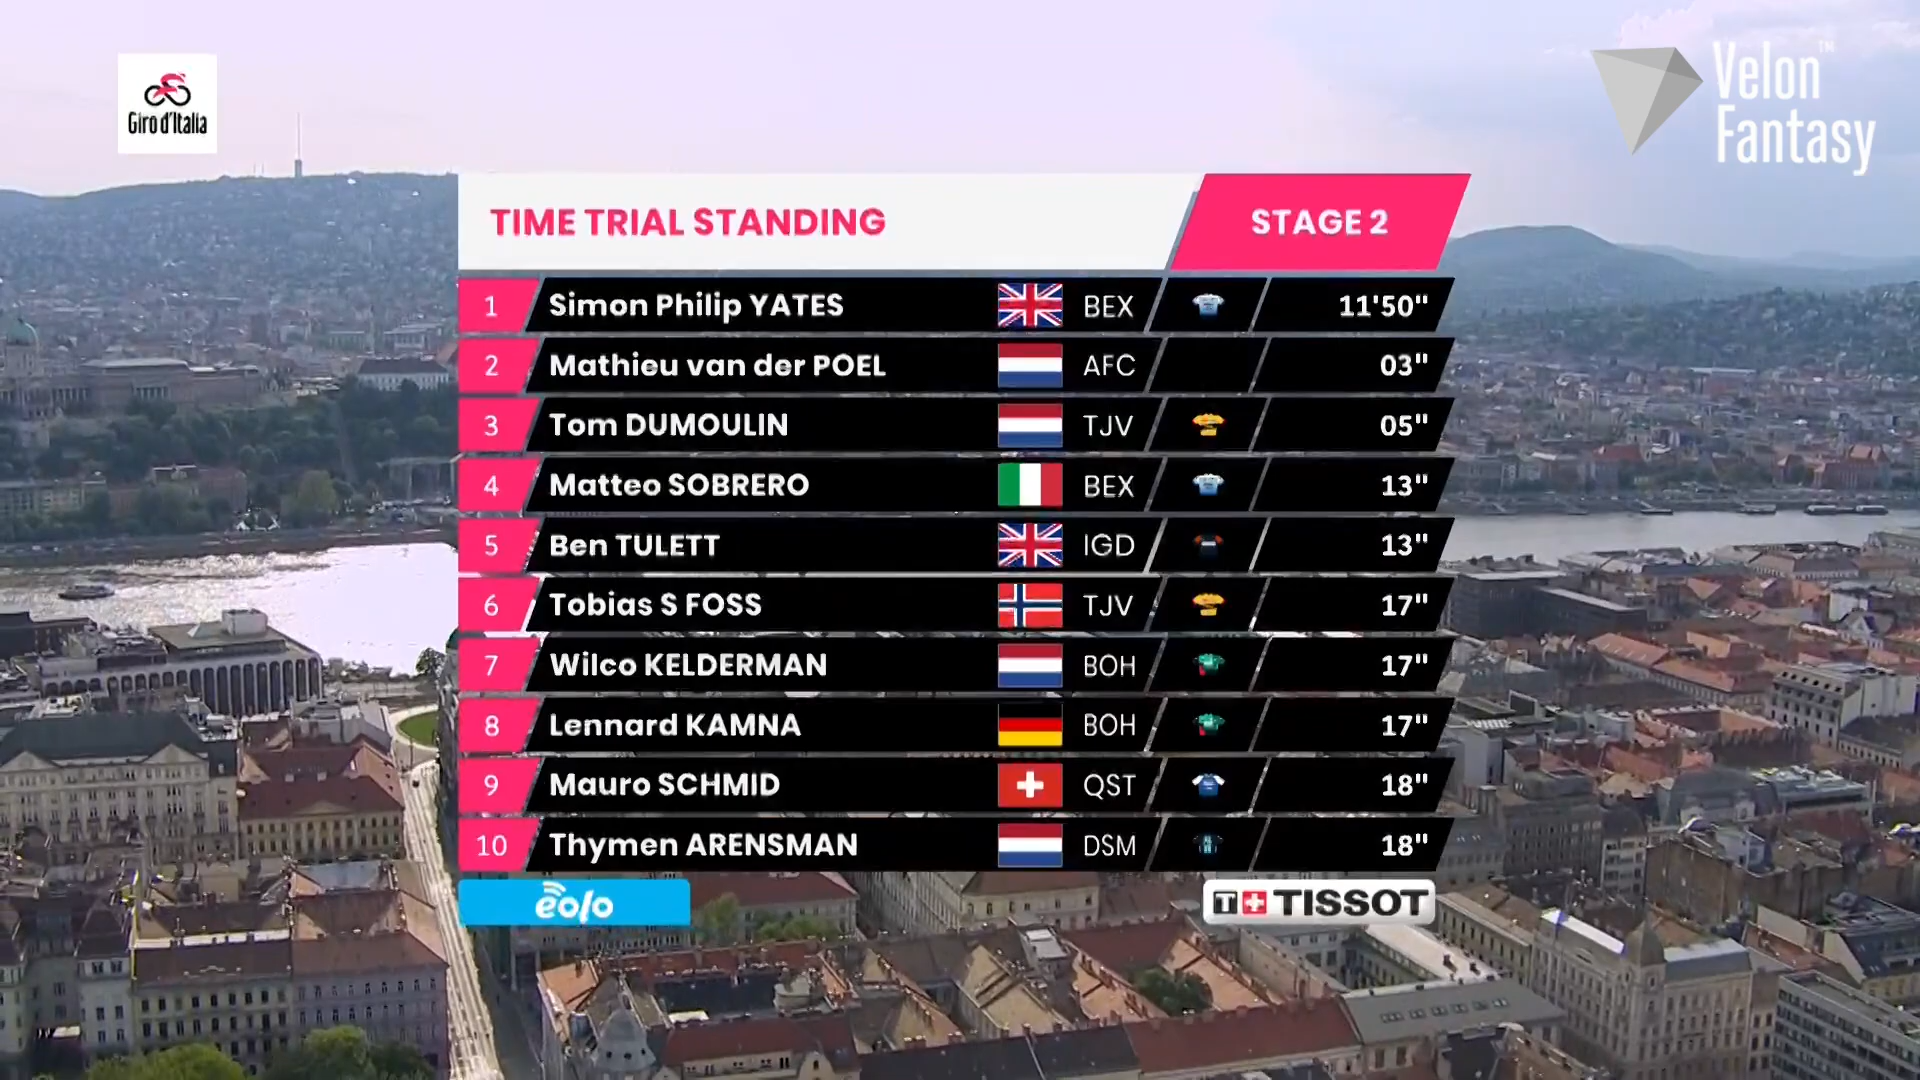 Giro d'Italia
Velon™
Fantasy
TIME TRIAL STANDING STAGE 2
1 Simon Philip YATES BEX 11'50"
2 Mathieu van der POEL AFC 03"
3 Tom DUMOULIN TJV 05"
4 Matteo SOBRERO BEX 13"
5 Ben TULETT IGD 13"
6 Tobias S FOSS TJV 17"
7 Wilco KELDERMAN BOH 17"
8 Lennard KAMNA BOH 17"
9 Mauro SCHMID QST 18"
10 Thymen ARENSMAN DSM 18"
eolo T+ TISSOT